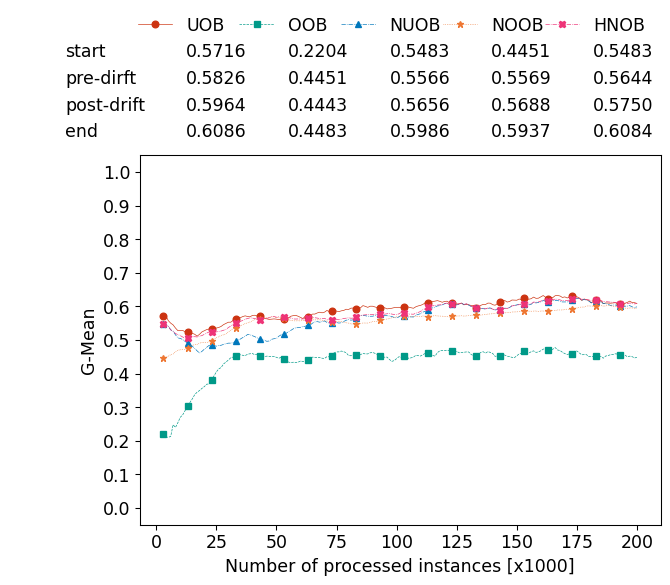 UOB OOB NUOB NOOB HNOB
start 0.5716 0.2204 0.5483 0.4451 0.5483
pre-dirft 0.5826 0.4451 0.5566 0.5569 0.5644
post-drift 0.5964 0.4443 0.5656 0.5688 0.5750
end 0.6086 0.4483 0.5986 0.5937 0.6084
1.0
0.9
0.8
0.7
0.6
0.5
0.4
0.3
0.2
0.1
0.0
G-Mean
0 25 50 75 100 125 150 175 200
Number of processed instances [x1000]